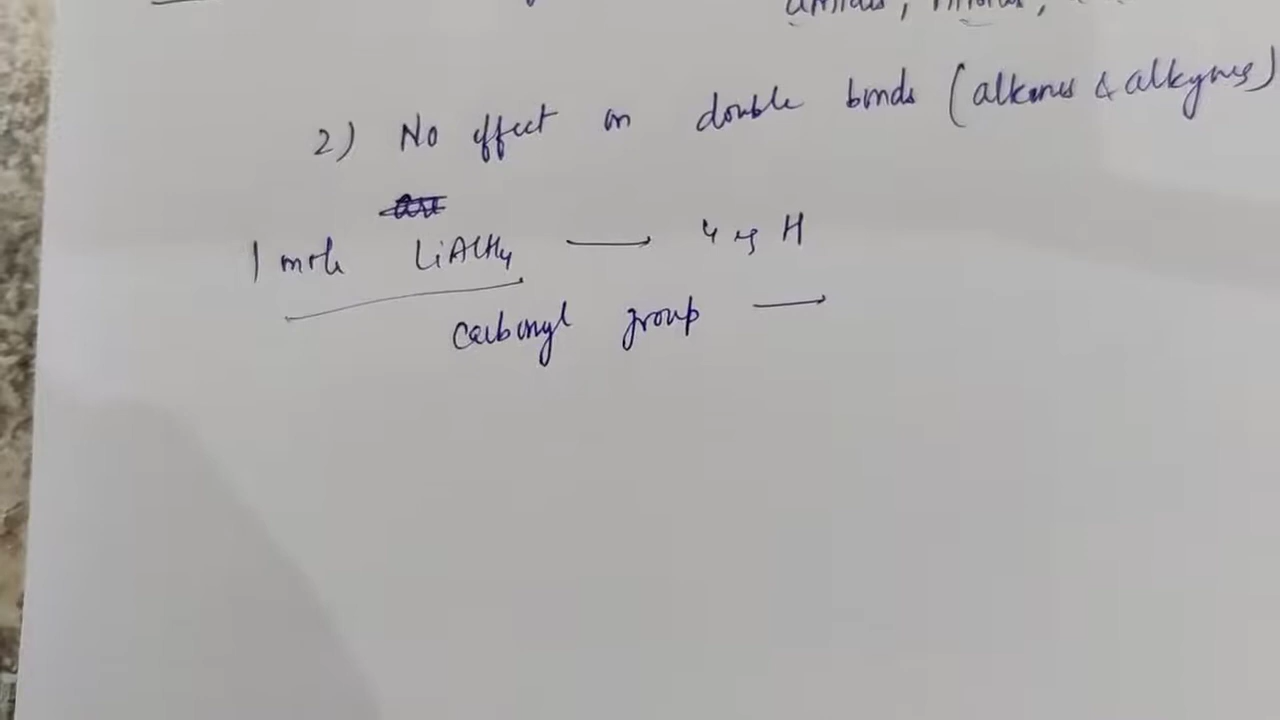 2) No effect on double bonds (alkenes & alkynes)
1 mole LiAlH4 ⟶ 4 eq H
carbonyl group ⟶